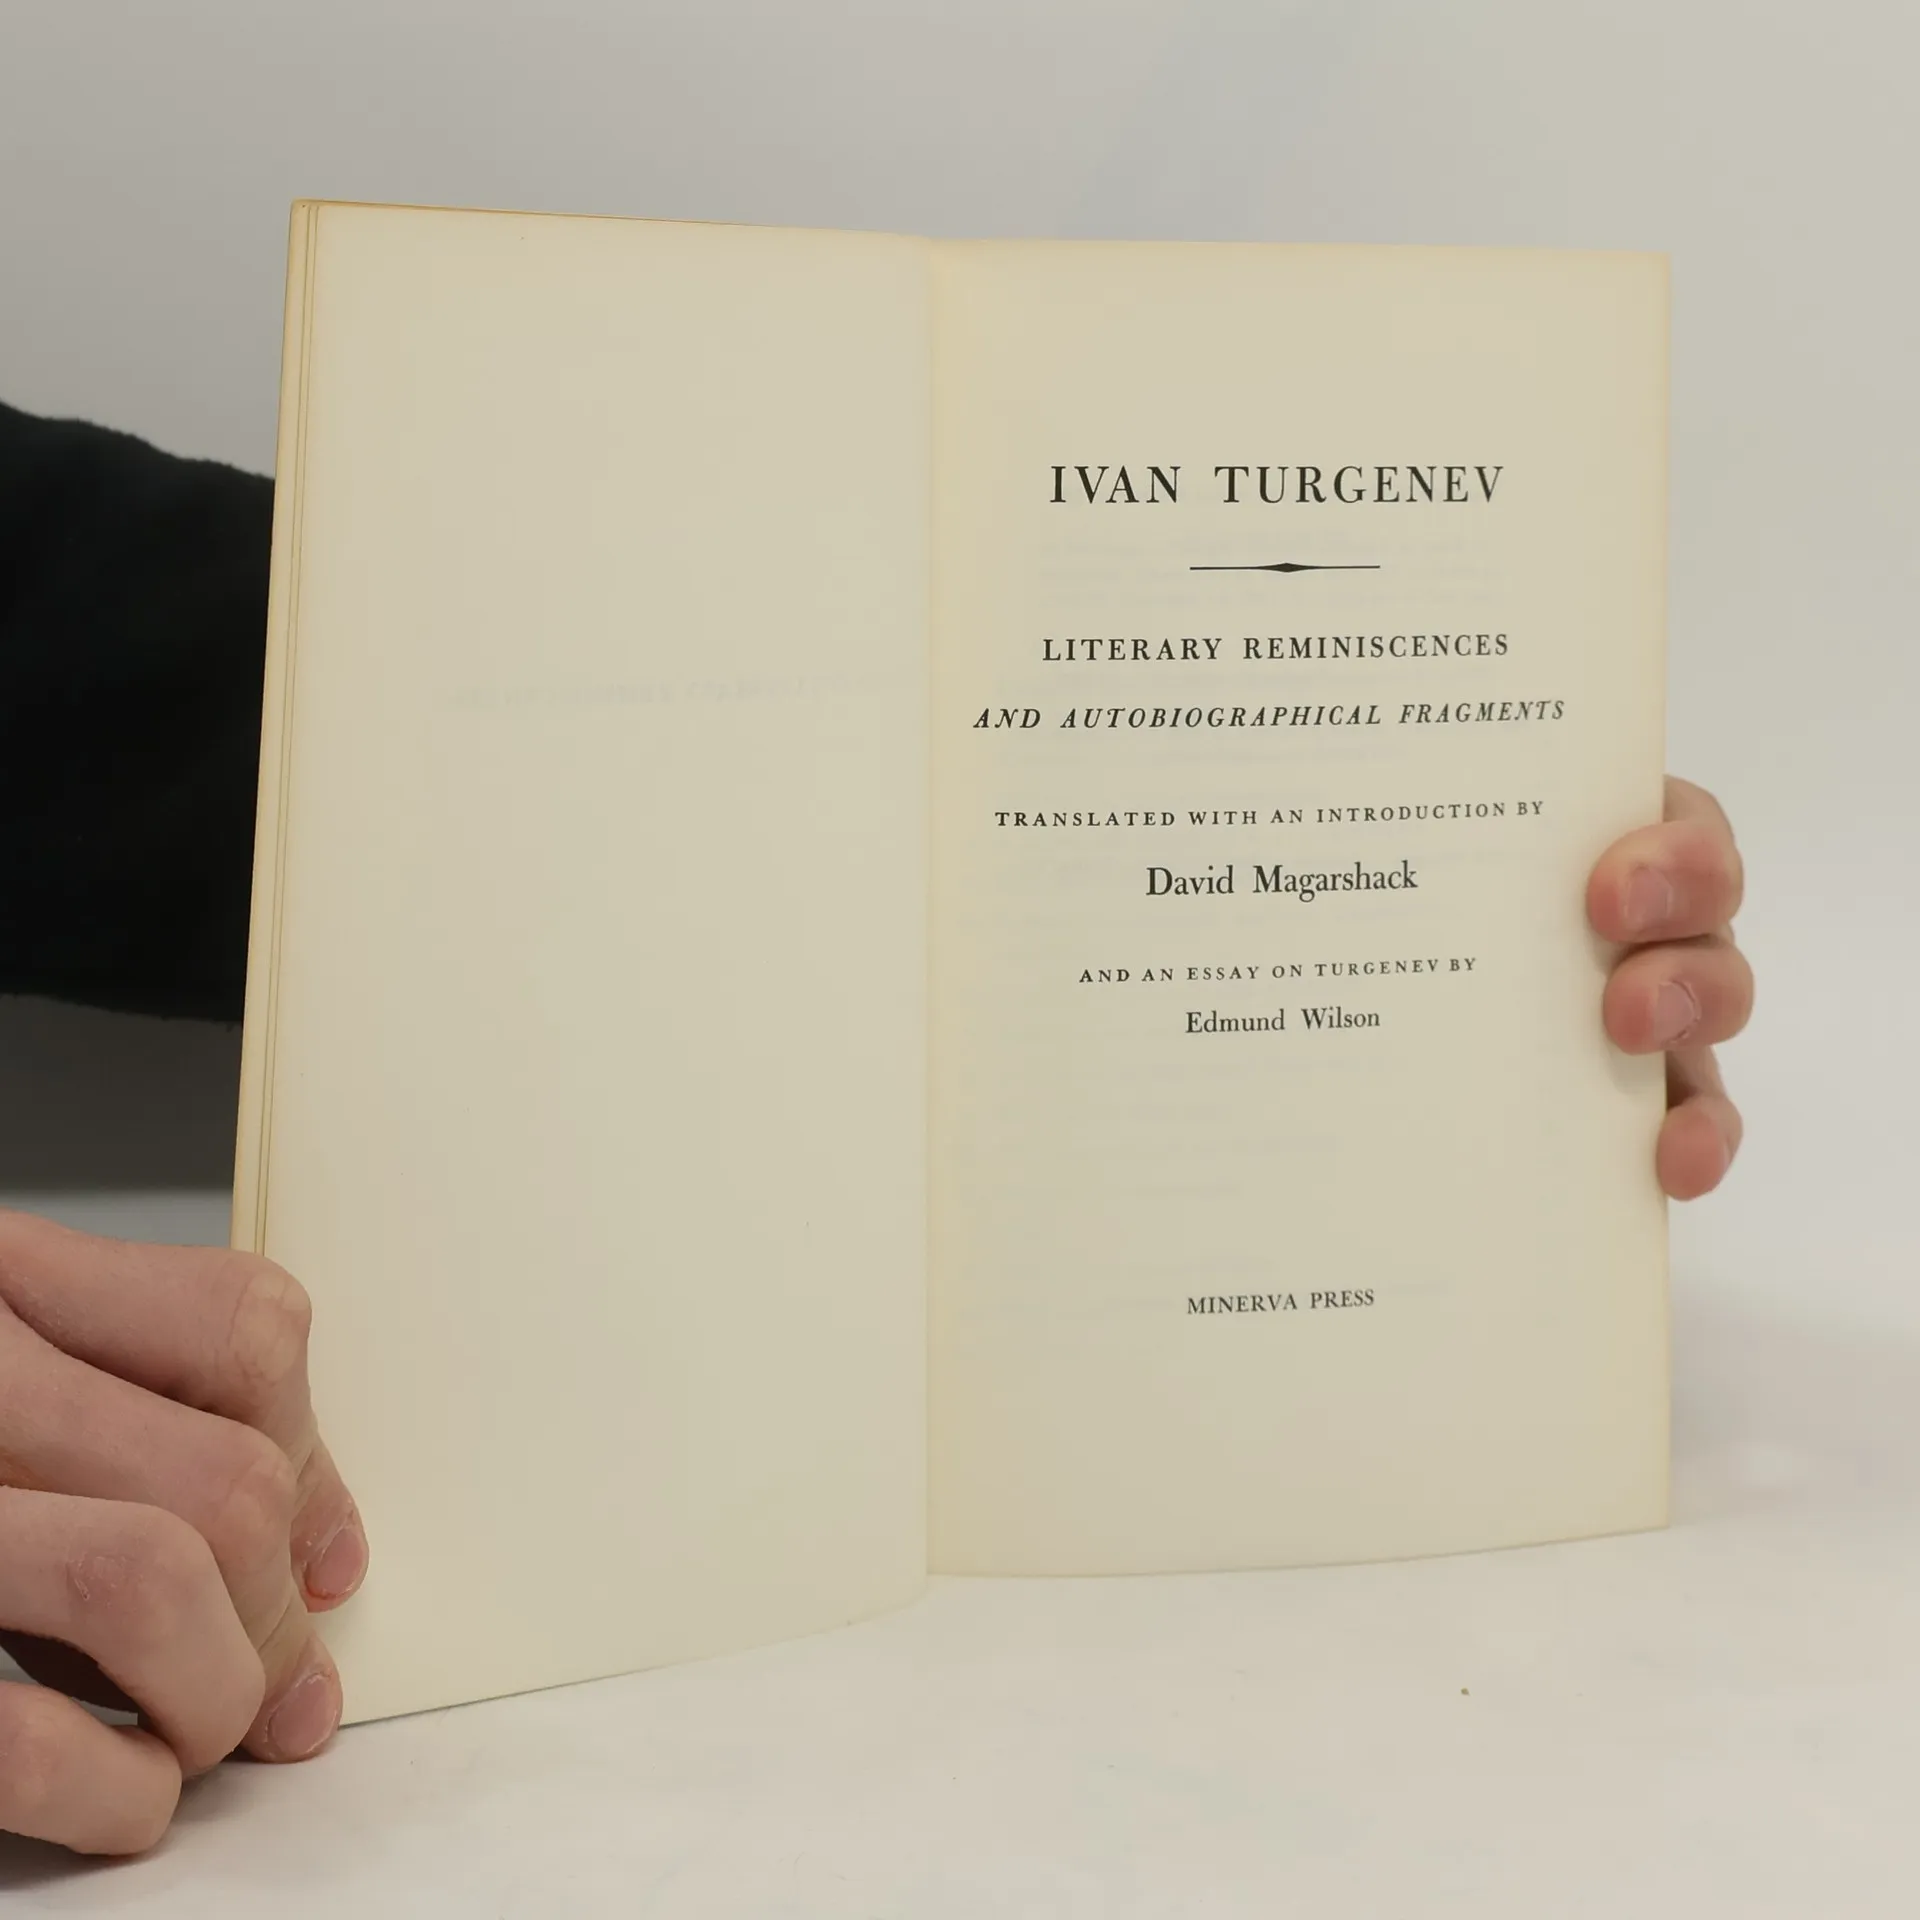 IVAN TURGENEV
LITERARY REMINISCENCES
AND AUTOBIOGRAPHICAL FRAGMENTS
TRANSLATED WITH AN INTRODUCTION BY
David Magarshack
AND AN ESSAY ON TURGENEV BY
Edmund Wilson
MINERVA PRESS